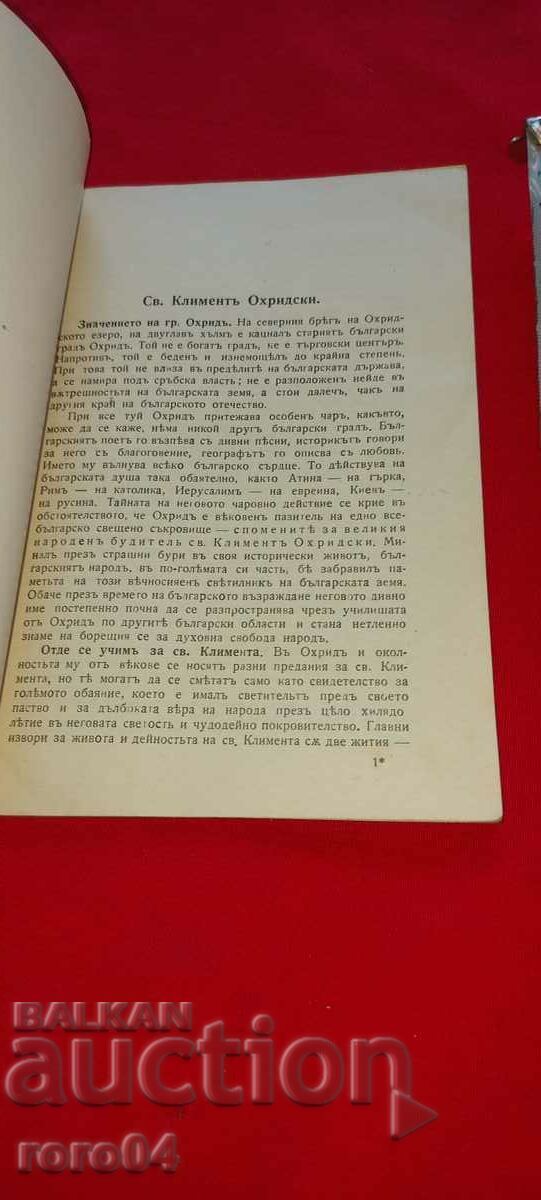 Св. Климентъ Охридски.
Значението на гр. Охридъ. На северния брѣгъ на Охрид-
ското езеро, на двуглавъ хълмъ е кацналъ стариятъ български
градъ Охридъ. Той не е богатъ градъ, не е търговски центъръ.
Напротивъ, той е беденъ и изнемощѣлъ до крайна степень.
При това той не влиза въ предѣлитѣ на българската държава,
а се намира подъ сръбска власть; не е разположенъ нейде въ
вѫтрешностьта на българската земя, а стои далечъ, чакъ на
другия край на българското отечество.
При все туй Охридъ притежава особенъ чаръ, какъвто,
може да се каже, нѣма никой другъ български градъ. Бъл-
гарскиятъ поетъ го възпѣва съ дивни пѣсни, историкътъ говори
за него съ благоговение, географътъ го описва съ любовь.
Името му вълнува всѣко българско сърдце. То дѣйствува на
българската душа така обаятелно, както Атина — на гърка,
Римъ — на католика, Иерусалимъ — на евреина, Киевъ —
на русина. Тайната на неговото чаровно действие се крие въ
обстоятелството, че Охридъ е вѣковенъ пазитель на едно все-
българско свещено съкровище — споменитѣ за великия
народенъ будитель св. Климентъ Охридски. Ми-
налъ презъ страшни бури въ своя исторически животъ, бъл-
гарскиятъ народъ, въ по-голѣмата си часть, бѣ забравилъ па-
метьта на този вѣчносияенъ свѣтилникъ на българската земя.
Обаче презъ времето на българското възраждане неговото дивно
име постепенно почна да се разпространява чрезъ училищата
отъ Охридъ по другитѣ български области и стана нетленно
знаме на борещия се за духовна свобода народъ.
Отде се учимъ за св. Климента. Въ Охридъ и окол-
ностьта му отъ вѣкове се носятъ разни предания за св. Кли-
мента, но тѣ могатъ да се смѣтатъ само като свидетелство за
голѣмото обаяние, което е ималъ светительтъ предъ своето
паство и за дълбоката вѣра на народа презъ цѣло хилядо-
лѣтие въ неговата светость и чудодейно покровителство. Главни
извори за живота и дейностьта на св. Климента сѫ две жития —
1*
BALKAN
auction
roro04